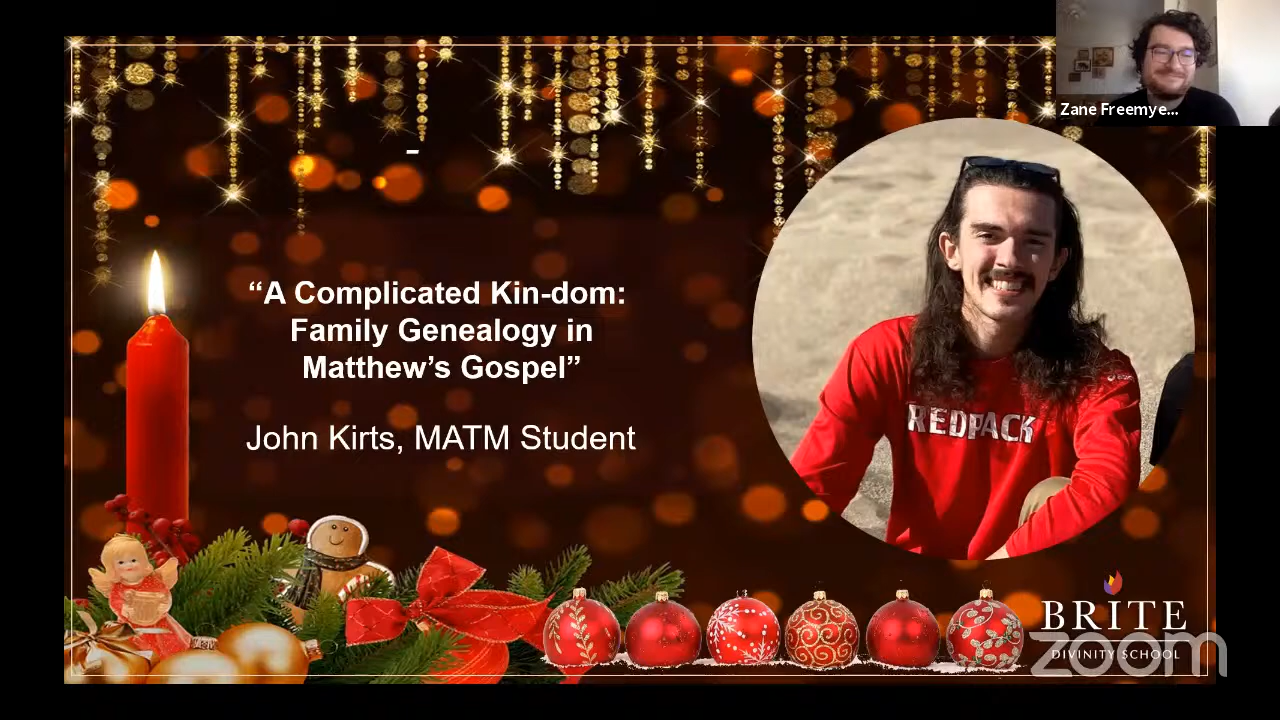 Zane Freemye...
-
“A Complicated Kin-dom:
Family Genealogy in
Matthew’s Gospel”
John Kirts, MATM Student
REDPACK
BRITE
DIVINITY SCHOOL
zoom